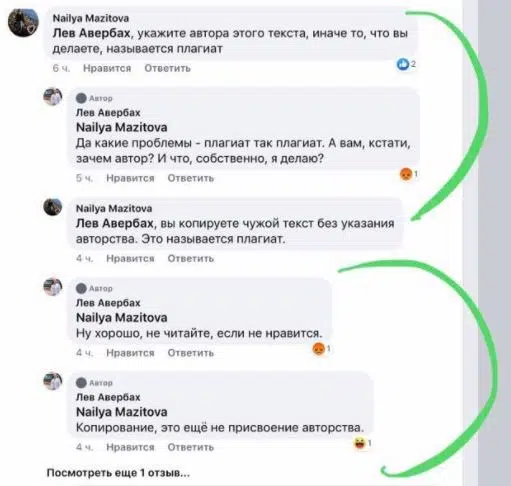 Nailya Mazitova
Лев Авербах, укажите автора этого текста, иначе то, что вы
делаете, называется плагиат
6 ч. Нравится Ответить
2
Автор
Лев Авербах
Nailya Mazitova
Да какие проблемы - плагиат так плагиат. А вам, кстати,
зачем автор? И что, собственно, я делаю?
5 ч. Нравится Ответить
1
Nailya Mazitova
Лев Авербах, вы копируете чужой текст без указания
авторства. Это называется плагиат.
4 ч. Нравится Ответить
Автор
Лев Авербах
Nailya Mazitova
Ну хорошо, не читайте, если не нравится.
4 ч. Нравится Ответить
1
Автор
Лев Авербах
Nailya Mazitova
Копирование, это ещё не присвоение авторства.
4 ч. Нравится Ответить
1
Посмотреть еще 1 отзыв...